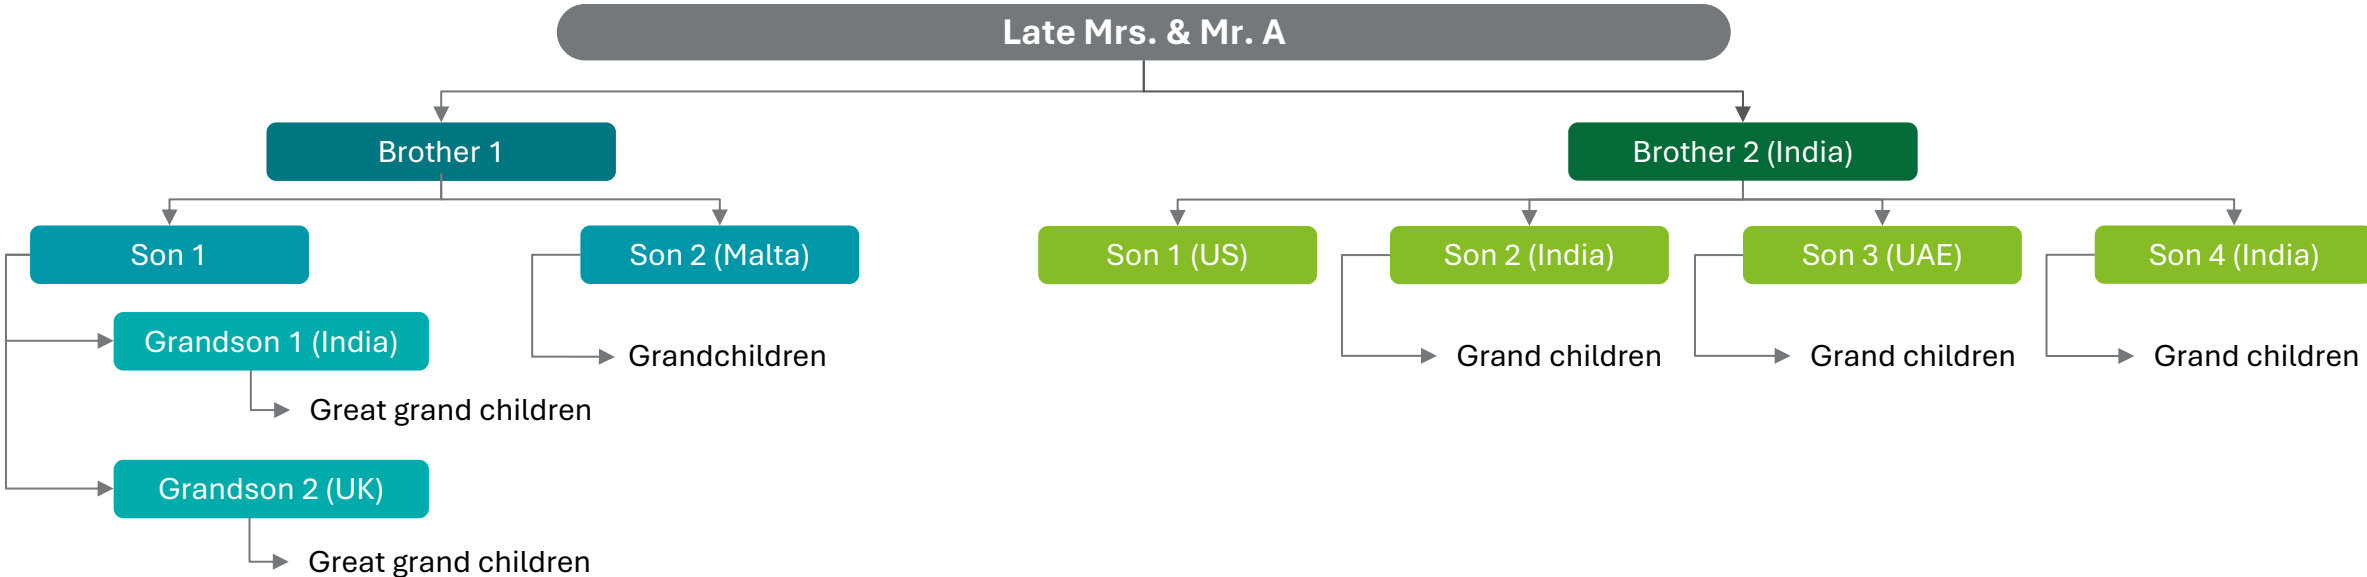 Late Mrs. & Mr. A
Brother 1
Brother 2 (India)
Son 1
Son 2 (Malta)
Son 1 (US)
Son 2 (India)
Son 3 (UAE)
Son 4 (India)
Grandson 1 (India)
Grandchildren
Grand children
Grand children
Grand children
Great grand children
Grandson 2 (UK)
Great grand children